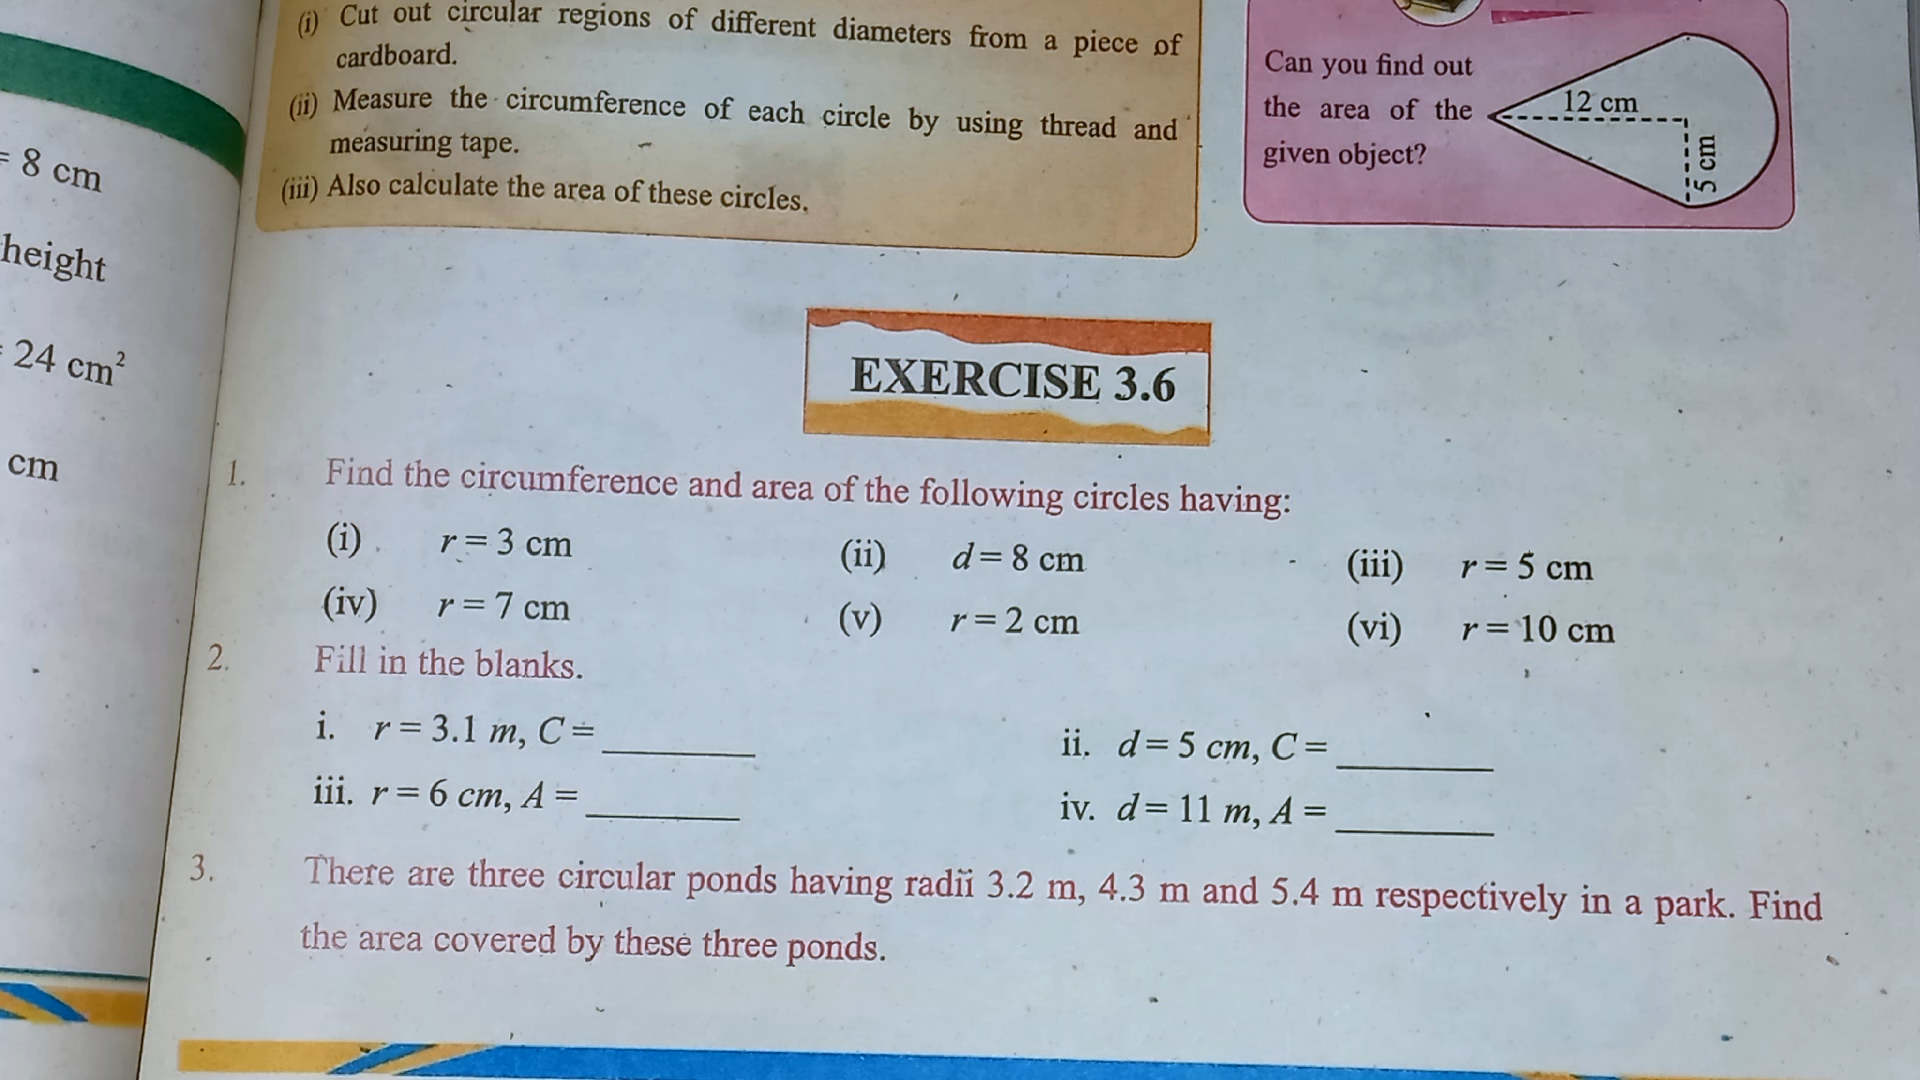 (i) Cut out circular regions of different diameters from a piece of
cardboard.
(ii) Measure the circumference of each circle by using thread and
measuring tape.
(iii) Also calculate the area of these circles.
Can you find out
the area of the
given object?
12 cm
5 cm
= 8 cm
height
= 24 cm²
cm
EXERCISE 3.6
1. Find the circumference and area of the following circles having:
(i) r = 3 cm (ii) d = 8 cm (iii) r = 5 cm
(iv) r = 7 cm (v) r = 2 cm (vi) r = 10 cm
2. Fill in the blanks.
i. r = 3.1 m, C = ________ ii. d = 5 cm, C = ________
iii. r = 6 cm, A = ________ iv. d = 11 m, A = ________
3. There are three circular ponds having radii 3.2 m, 4.3 m and 5.4 m respectively in a park. Find
the area covered by these three ponds.